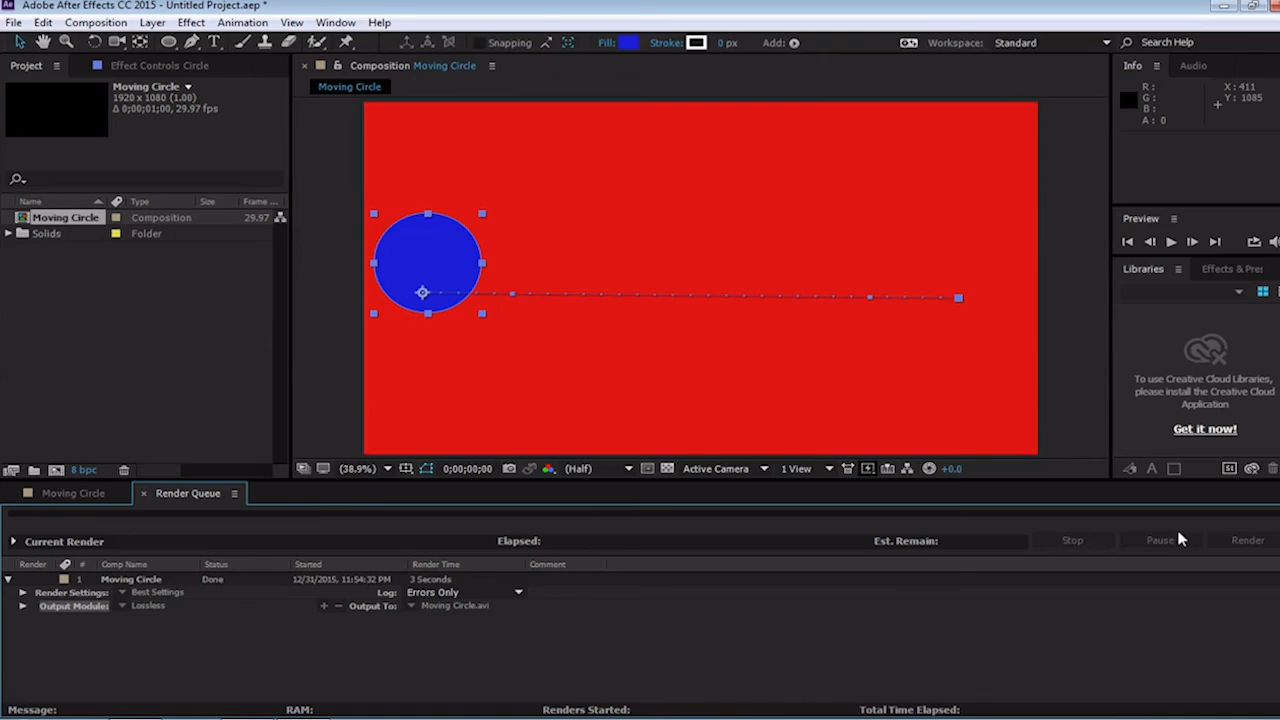 Adobe After Effects CC 2015 - Untitled Project.aep *
File Edit Composition Layer Effect Animation View Window Help
Snapping Fill: Stroke: 0 px Add: Workspace: Standard Search Help
Project Effect Controls Circle Composition Moving Circle Info Audio
Moving Circle
1920 x 1080 (1.00)
Δ 0;00;01;00, 29.97 fps
Moving Circle
R:
G:
B:
A: 0
X: 411
Y: 1085
Name Type Size Frame ...
Moving Circle Composition 29.97
Solids Folder
Preview
Libraries Effects & Pre
To use Creative Cloud Libraries,
please install the Creative Cloud
Application
Get it now!
8 bpc (38.9%) 0;00;00;00 (Half) Active Camera 1 View +0.0
Moving Circle Render Queue
Current Render Elapsed: Est. Remain: Stop Pause Render
Render # Comp Name Status Started Render Time Comment
1 Moving Circle Done 12/31/2015, 11:54:32 PM 3 Seconds
Render Settings: Best Settings Log: Errors Only
Output Module: Lossless + − Output To: Moving Circle.avi
Message: RAM: Renders Started: Total Time Elapsed: